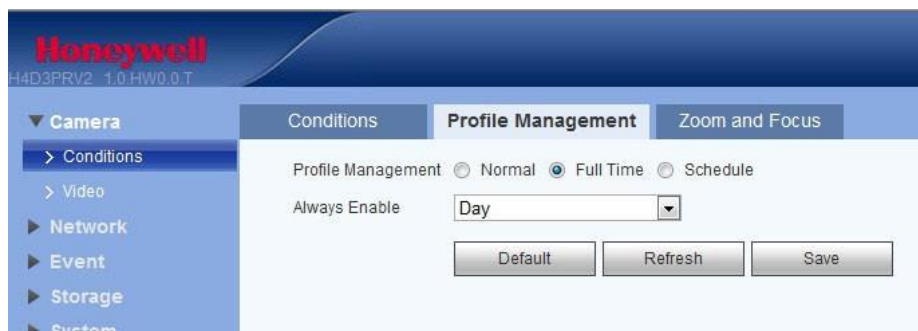 Honeywell
H4D3PRV2 1.0.HW0.0.T
Camera
Conditions
Video
Network
Event
Storage
System
Conditions Profile Management Zoom and Focus
Profile Management Normal Full Time Schedule
Always Enable Day
Default Refresh Save